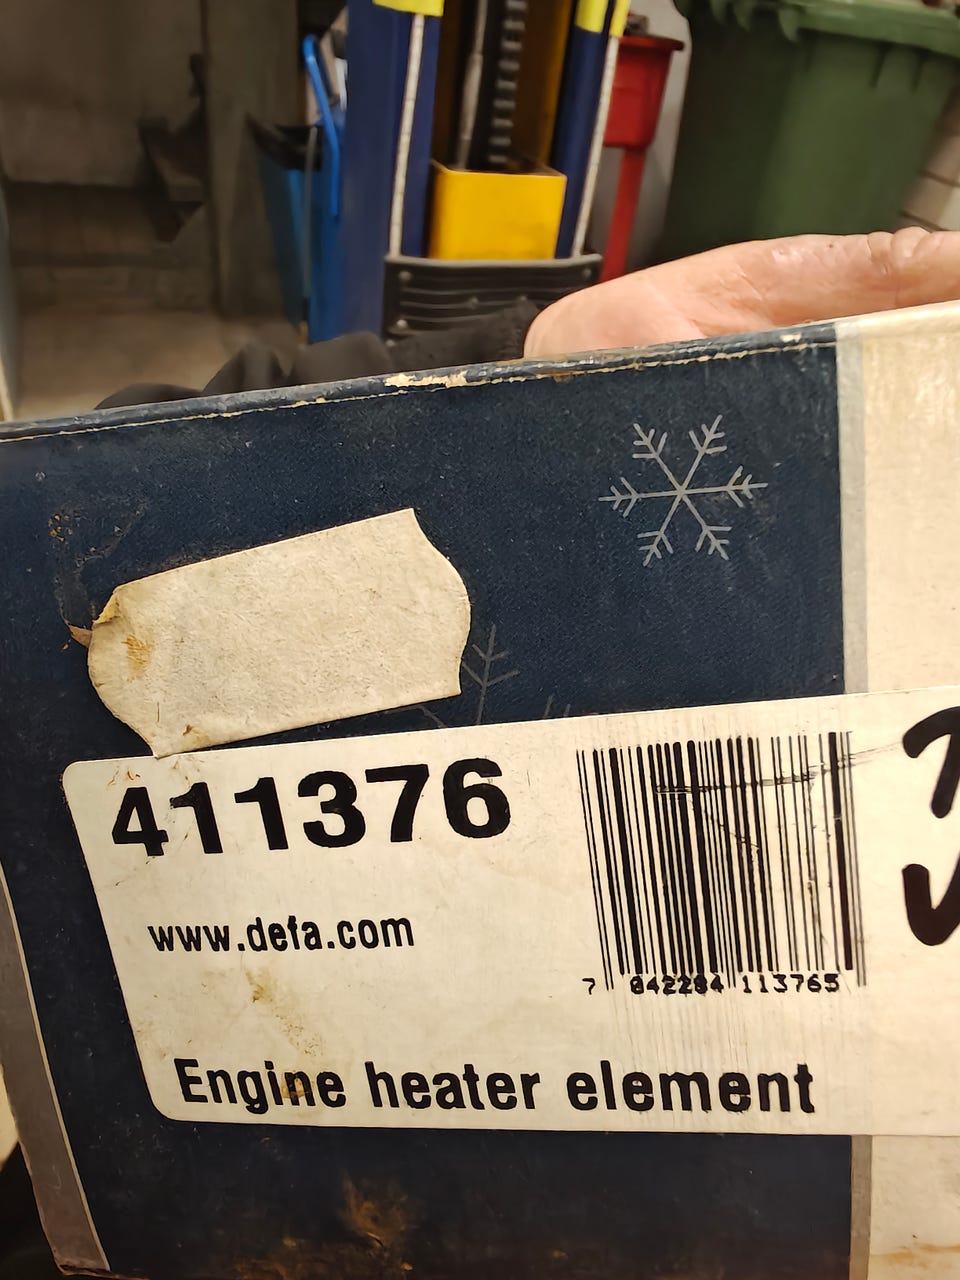 411376
www.defa.com
7 042284 113765
Engine heater element